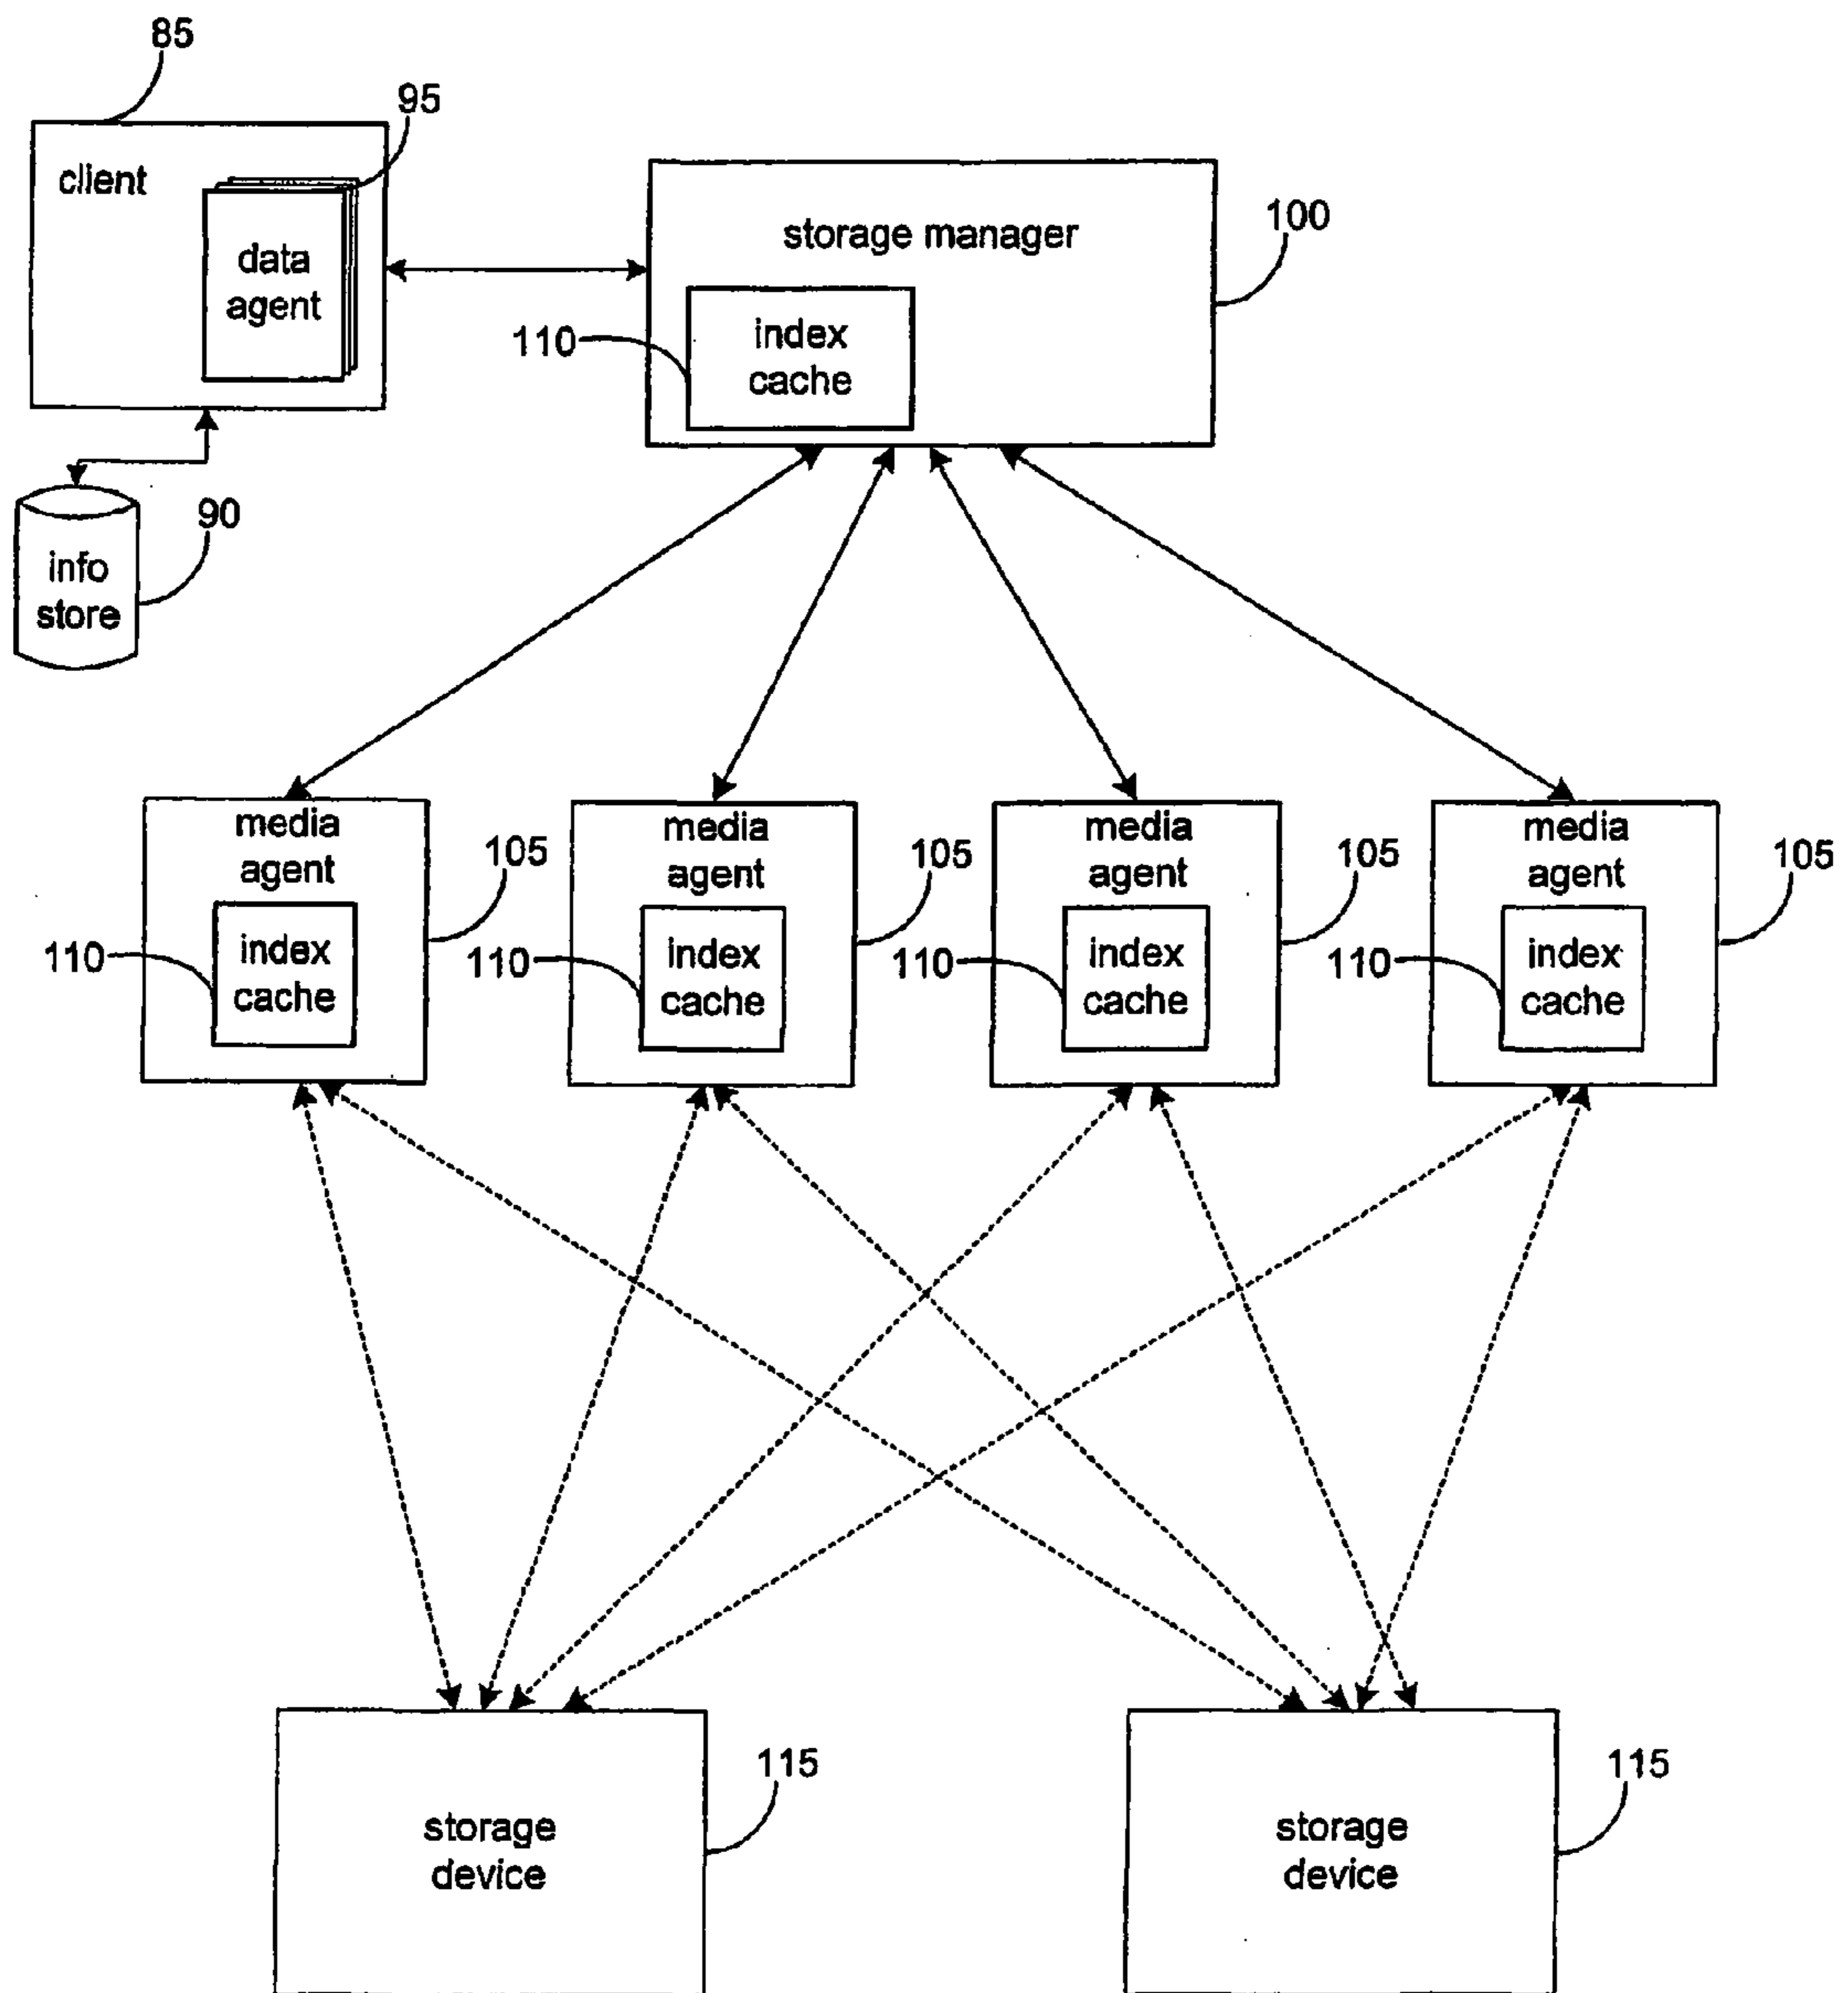 85
95
client
data
agent
100
storage manager
110
index
cache
90
info
store
media
agent
105
110
index
cache
media
agent
105
110
index
cache
media
agent
105
110
index
cache
media
agent
105
110
index
cache
115
storage
device
115
storage
device